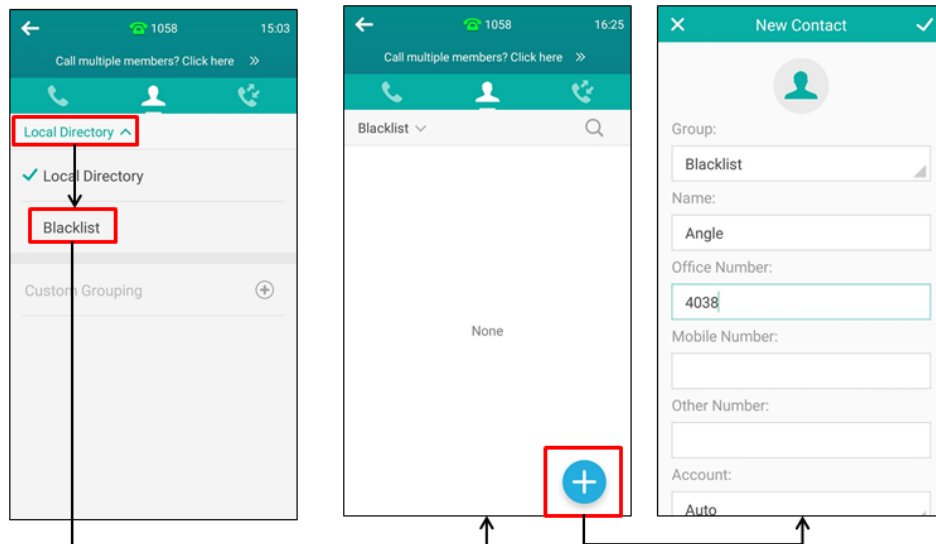 1058 15:03
Call multiple members? Click here »
Local Directory
Local Directory
Blacklist
Custom Grouping
1058 16:25
Call multiple members? Click here »
Blacklist
None
New Contact
Group:
Blacklist
Name:
Angle
Office Number:
4038
Mobile Number:
Other Number:
Account:
Auto